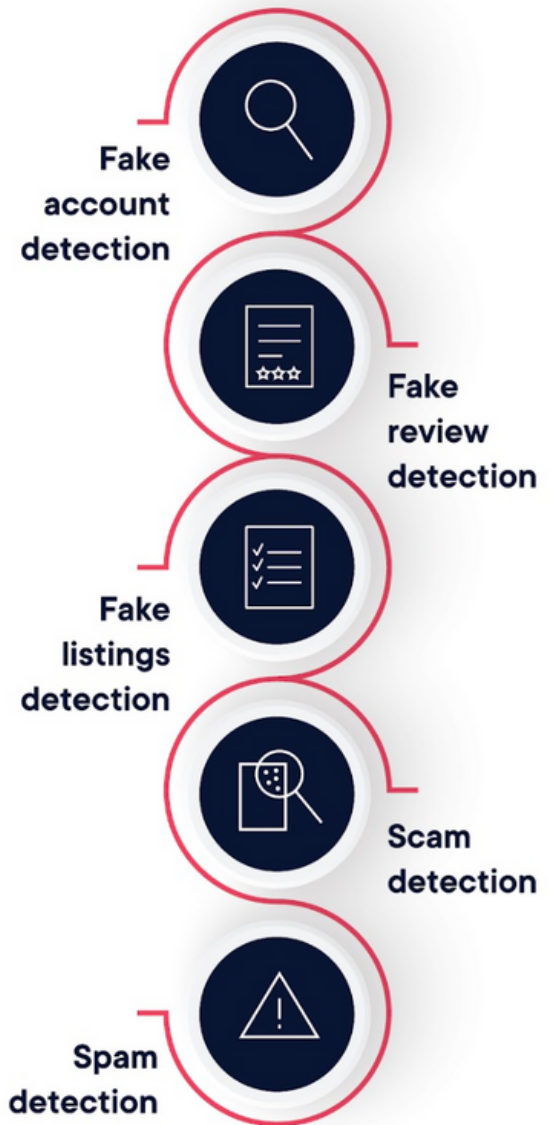 Fake
account
detection
Fake
review
detection
Fake
listings
detection
Scam
detection
Spam
detection